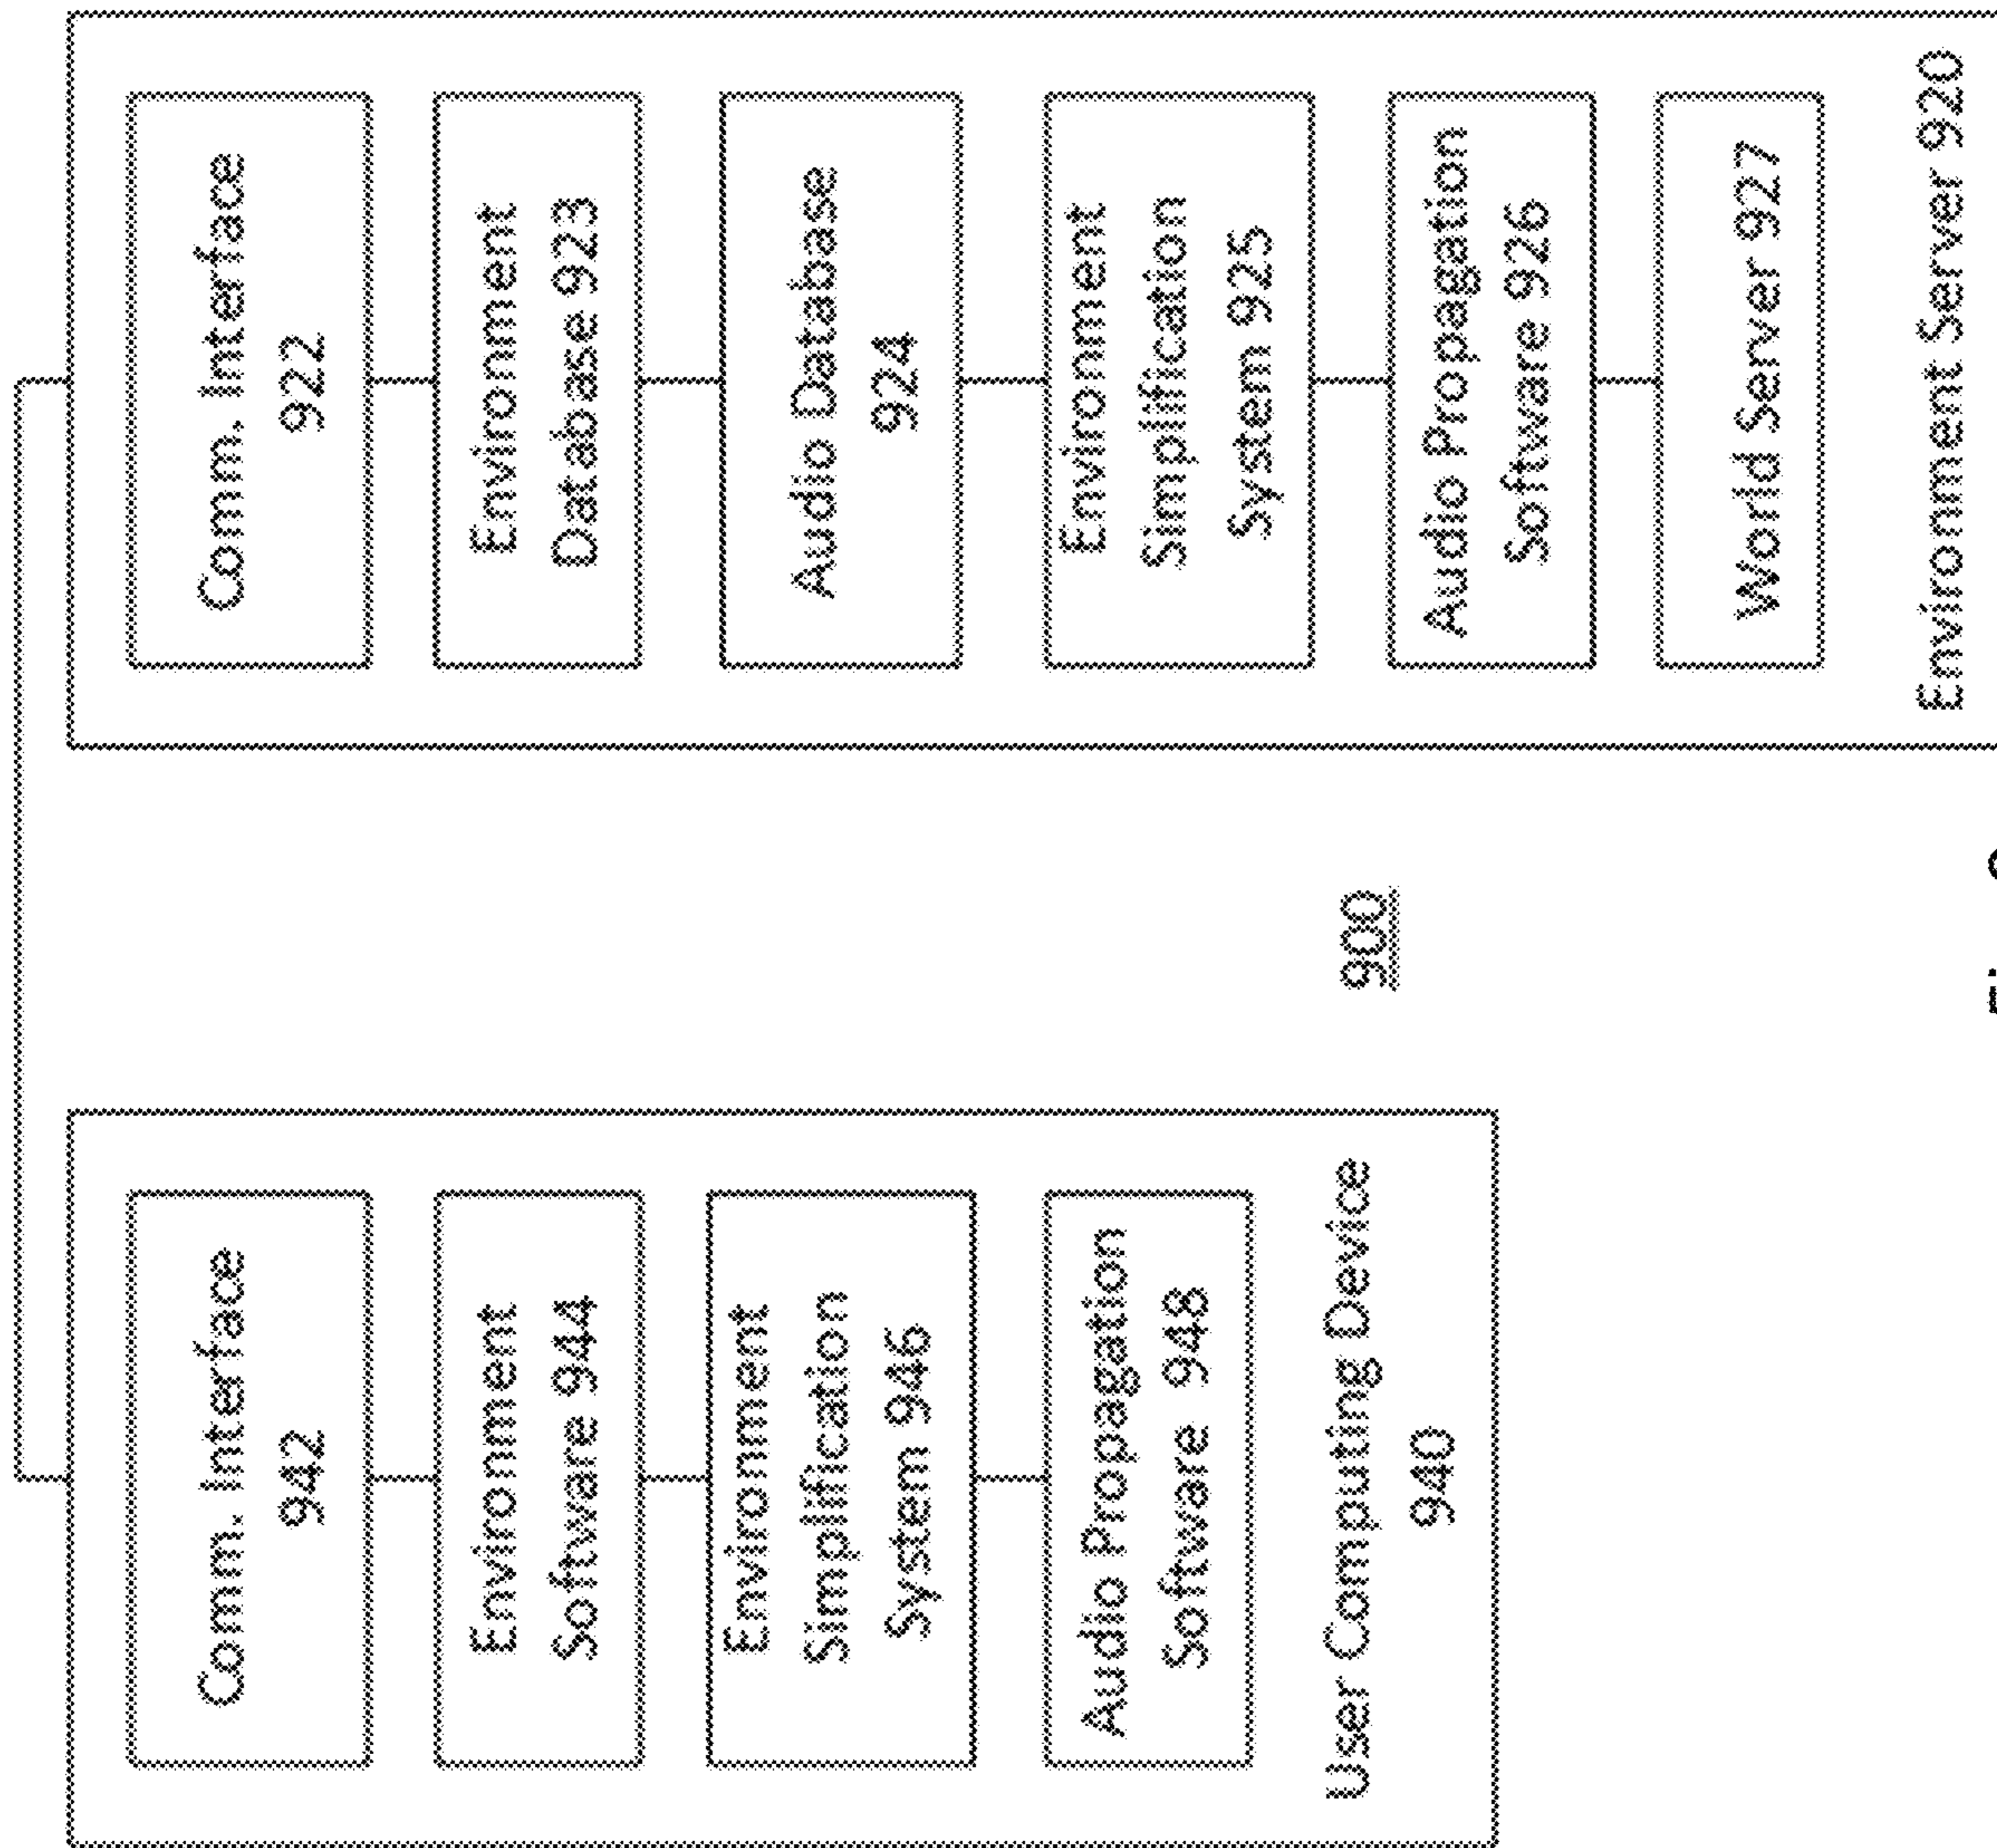 Comm. Interface
942
Environment
Software 944
Environment
Simplification
System 946
Audio Propagation
Software 948
User Computing Device
940
900
Comm. Interface
922
Environment
Database 923
Audio Database
924
Environment
Simplification
System 925
Audio Propagation
Software 926
World Server 927
Environment Server 920